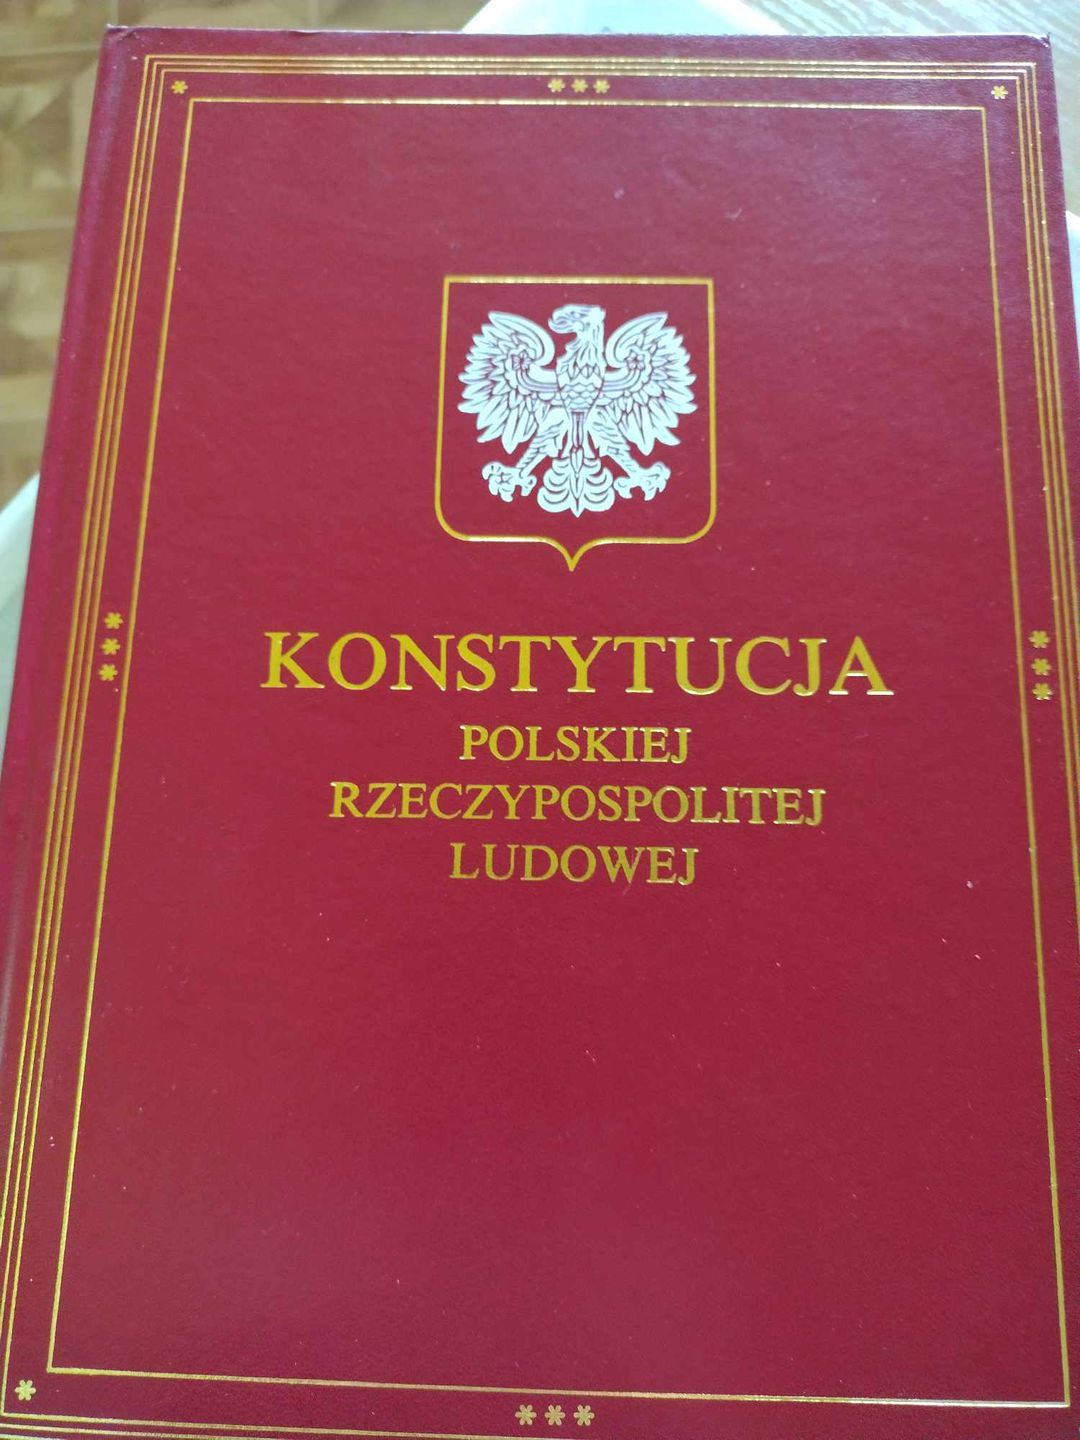 KONSTYTUCJA
POLSKIEJ
RZECZYPOSPOLITEJ
LUDOWEJ